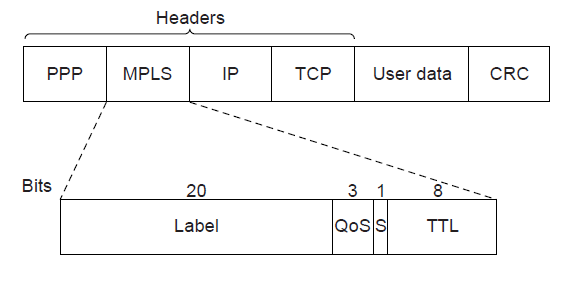 Headers
PPP MPLS IP TCP User data CRC
Bits 20 3 1 8
Label QoS S TTL